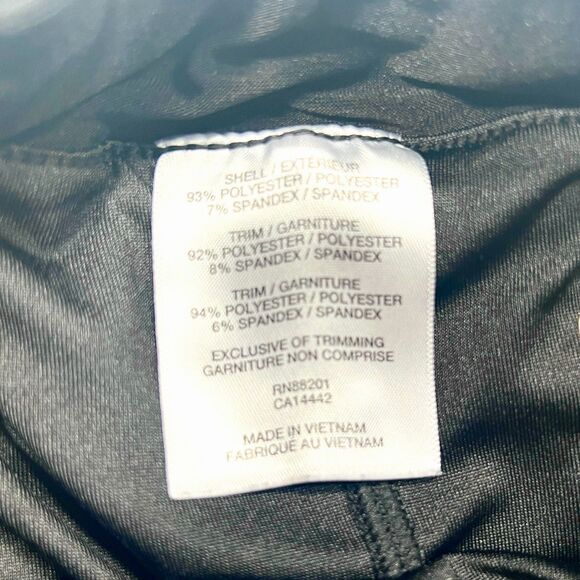 SHELL / EXTÉRIEUR
93% POLYESTER / POLYESTER
7% SPANDEX / SPANDEX
TRIM / GARNITURE
92% POLYESTER / POLYESTER
8% SPANDEX / SPANDEX
TRIM / GARNITURE
94% POLYESTER / POLYESTER
6% SPANDEX / SPANDEX
EXCLUSIVE OF TRIMMING
GARNITURE NON COMPRISE
RN88201
CA14442
MADE IN VIETNAM
FABRIQUÉ AU VIETNAM